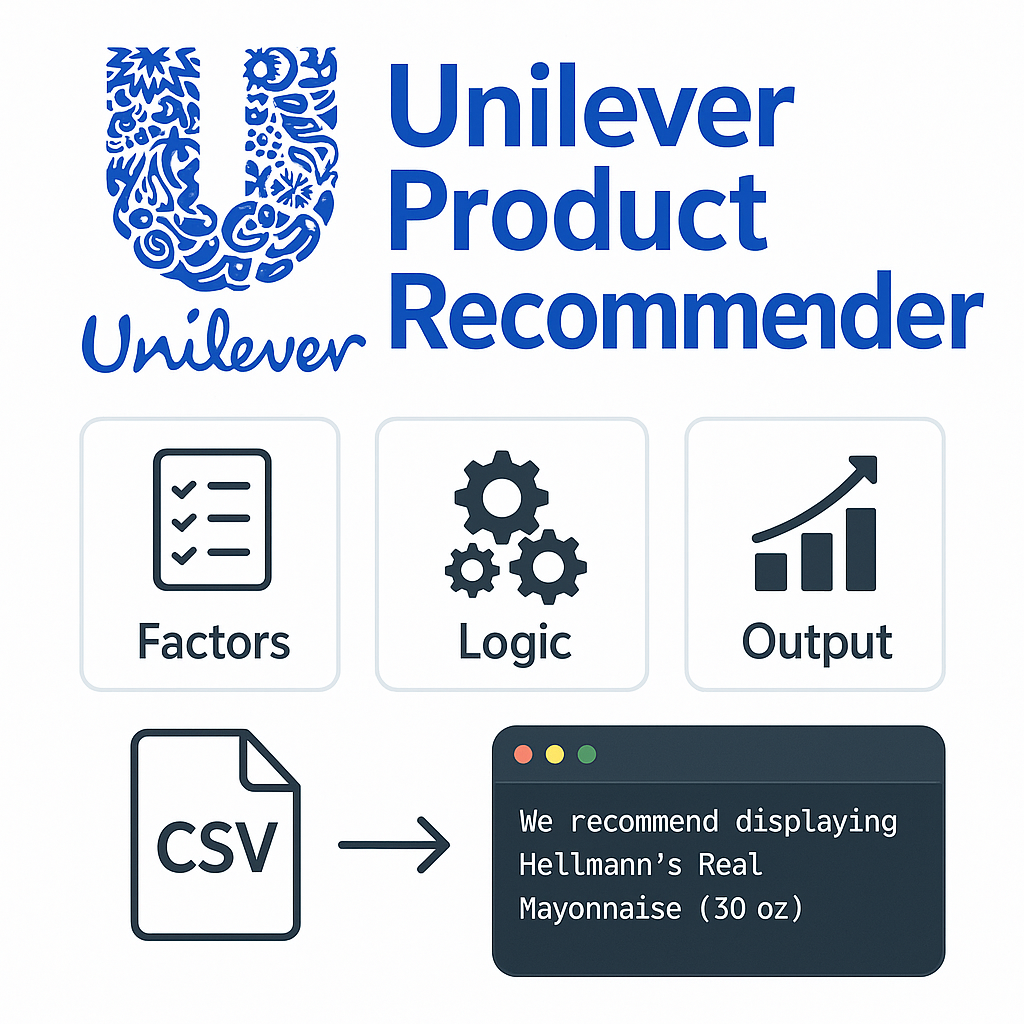 Unilever
Product
Recommender
Unilever
Factors
Logic
Output
CSV
We recommend displaying
Hellmann’s Real
Mayonnaise (30 oz)